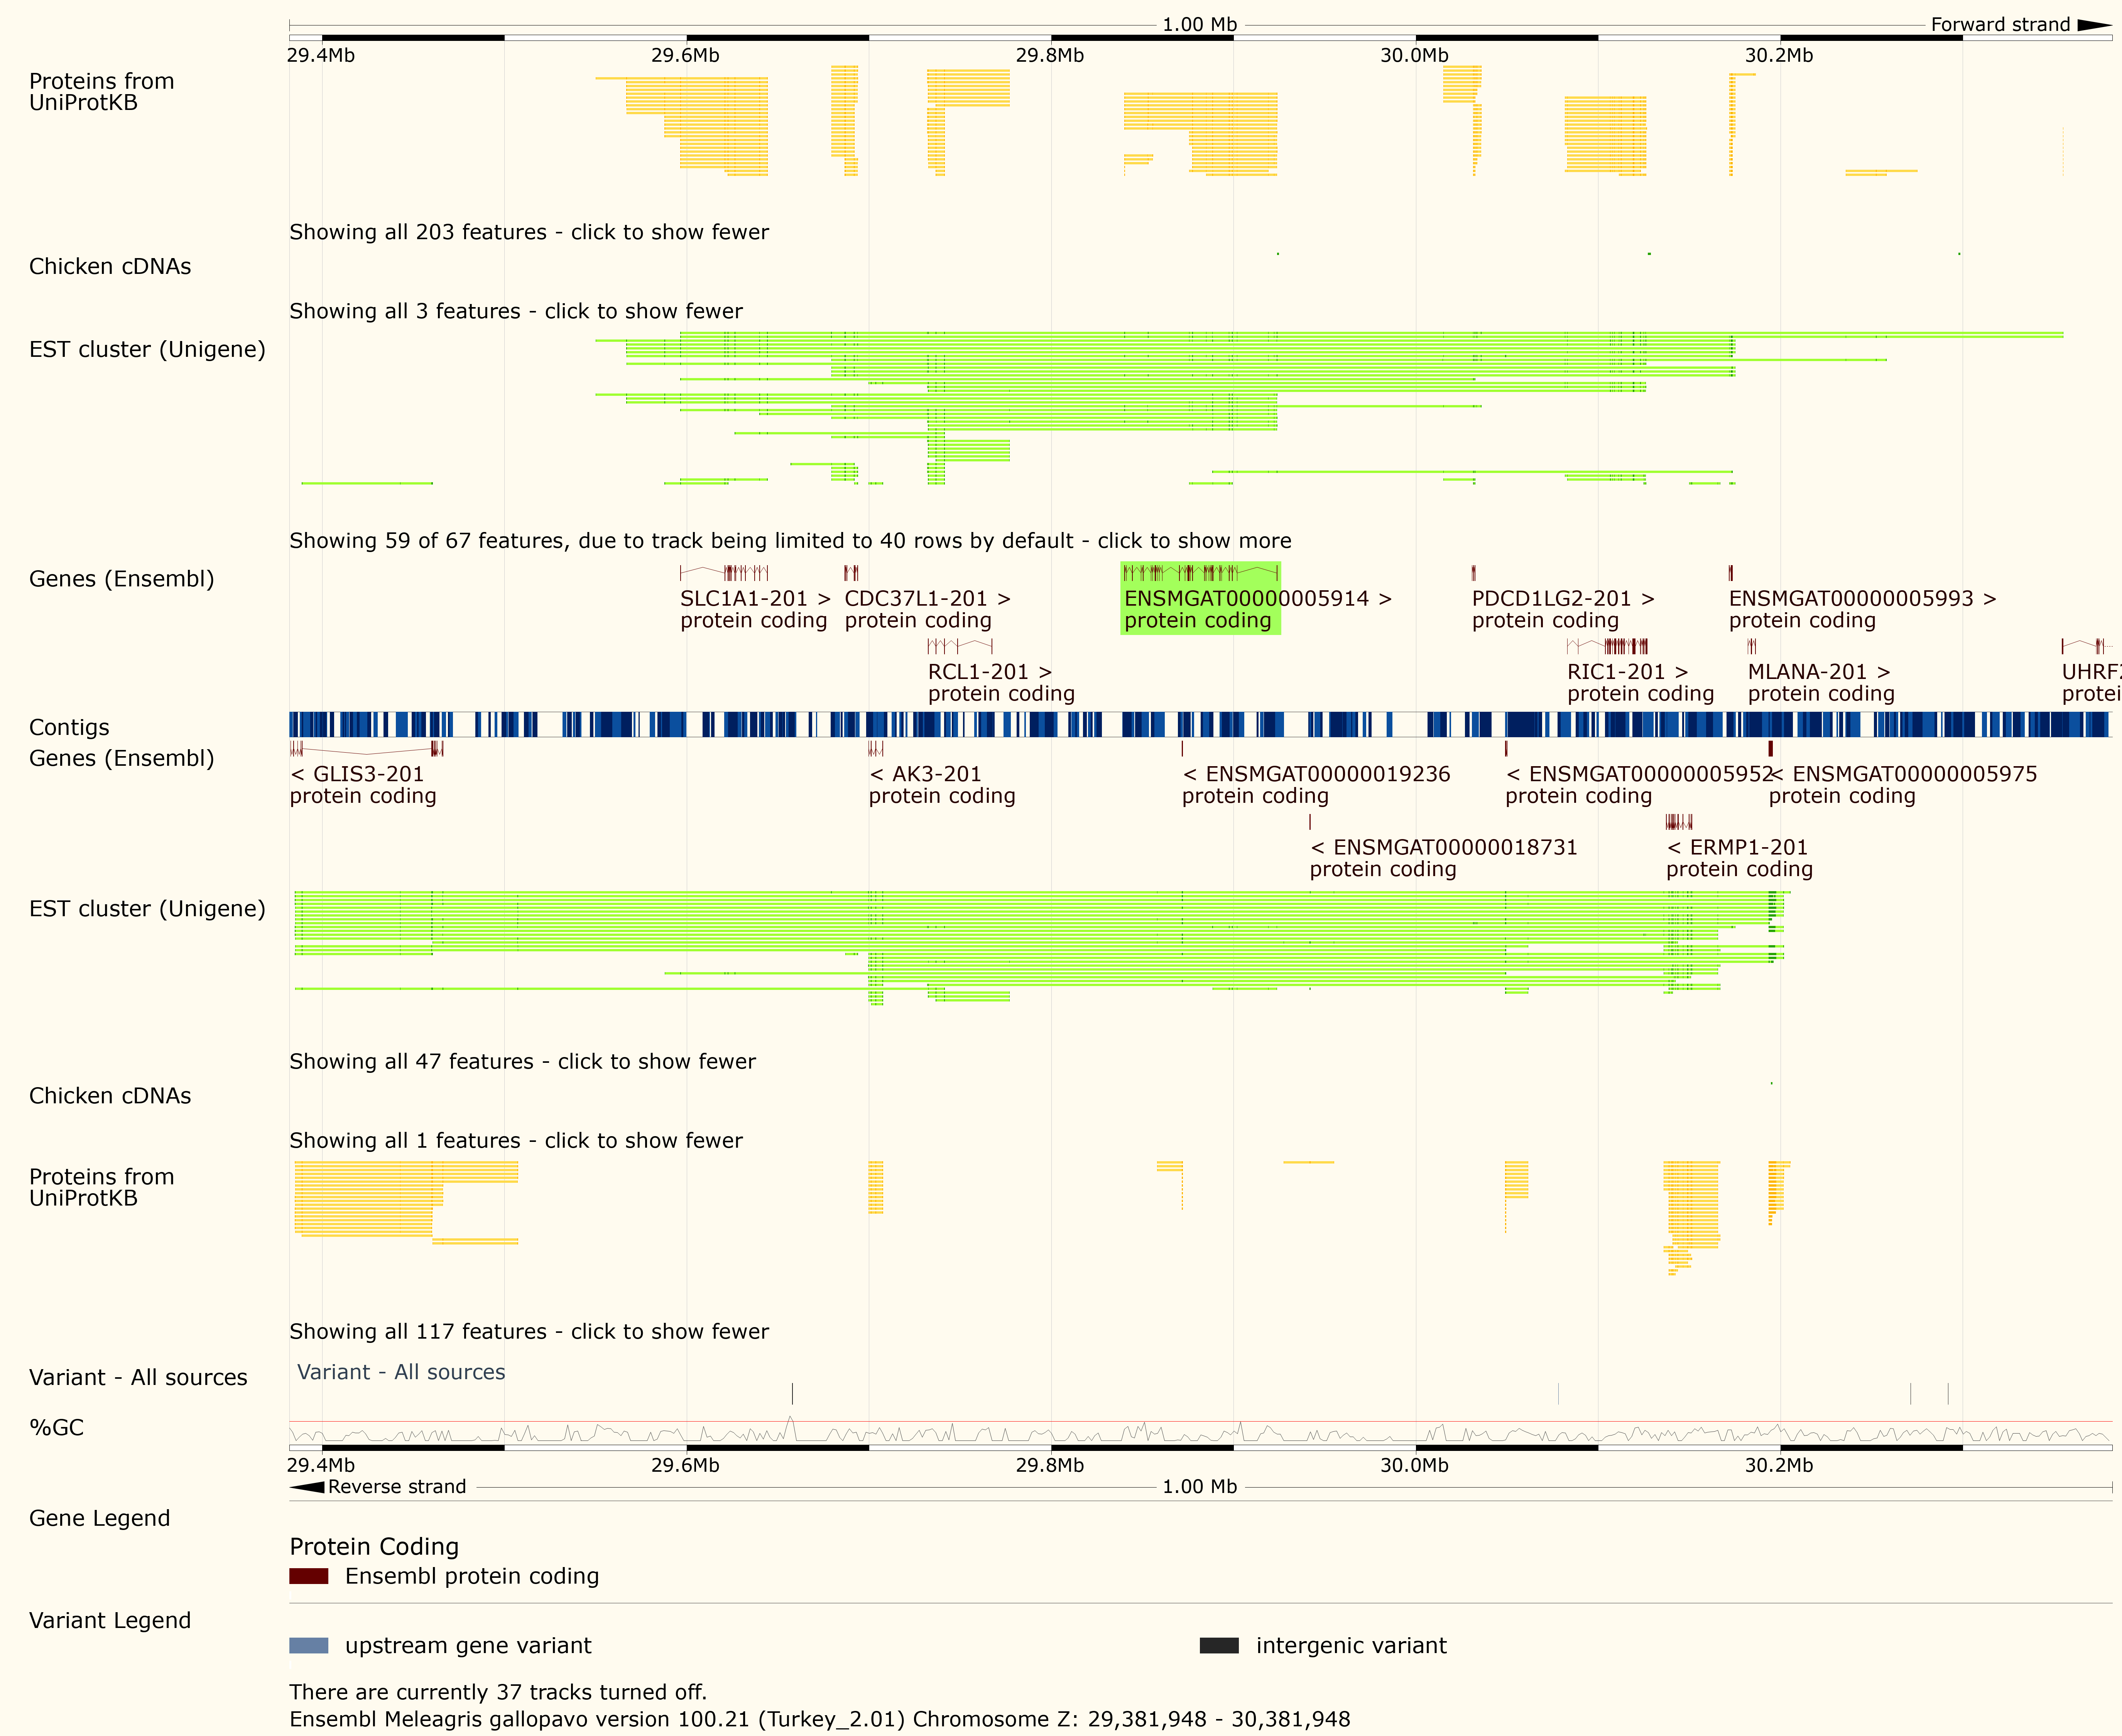 1.00 Mb Forward strand
29.4Mb 29.6Mb 29.8Mb 30.0Mb 30.2Mb
Proteins from
UniProtKB
Showing all 203 features - click to show fewer
Chicken cDNAs
Showing all 3 features - click to show fewer
EST cluster (Unigene)
Showing 59 of 67 features, due to track being limited to 40 rows by default - click to show more
Genes (Ensembl)
SLC1A1-201 > CDC37L1-201 > ENSMGAT00000005914 > PDCD1LG2-201 > ENSMGAT00000005993 >
protein coding protein coding protein coding protein coding protein coding
RCL1-201 > RIC1-201 > MLANA-201 > UHRF2
protein coding protein coding protein coding protei
Contigs
Genes (Ensembl)
< GLIS3-201 < AK3-201 < ENSMGAT00000019236 < ENSMGAT00000005952 < ENSMGAT00000005975
protein coding protein coding protein coding protein coding protein coding
< ENSMGAT00000018731 < ERMP1-201
protein coding protein coding
EST cluster (Unigene)
Showing all 47 features - click to show fewer
Chicken cDNAs
Showing all 1 features - click to show fewer
Proteins from
UniProtKB
Showing all 117 features - click to show fewer
Variant - All sources Variant - All sources
%GC
29.4Mb 29.6Mb 29.8Mb 30.0Mb 30.2Mb
Reverse strand 1.00 Mb
Gene Legend
Protein Coding
Ensembl protein coding
Variant Legend
upstream gene variant intergenic variant
There are currently 37 tracks turned off.
Ensembl Meleagris gallopavo version 100.21 (Turkey_2.01) Chromosome Z: 29,381,948 - 30,381,948